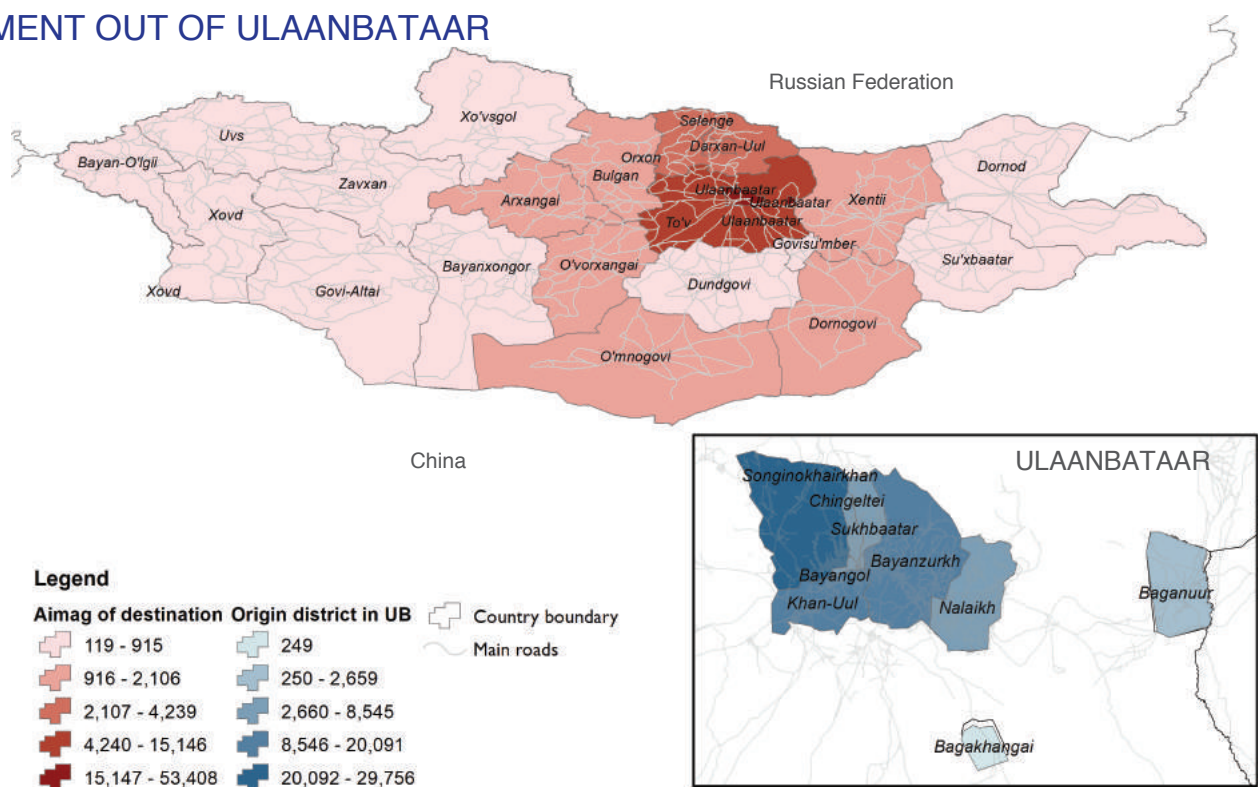 MENT OUT OF ULAANBATAAR
Russian Federation
Xo'vsgol
Selenge
Uvs
Darxan-Uul
Bayan-O'lgii
Orxon
Dornod
Zavxan
Bulgan
Ulaanbaatar
Arxangai
Ulaanbaatar
Xentii
Xovd
To'v
Ulaanbaatar
Govisu'mber
O'vorxangai
Bayanxongor
Su'xbaatar
Xovd
Govi-Altai
Dundgovi
Dornogovi
O'mnogovi
China
ULAANBATAAR
Songinokhairkhan
Chingeltei
Sukhbaatar
Bayanzurkh
Bayangol
Khan-Uul
Nalaikh
Baganuur
Bagakhangai
Legend
Aimag of destination Origin district in UB
Country boundary
Main roads
119 - 915 249
916 - 2,106 250 - 2,659
2,107 - 4,239 2,660 - 8,545
4,240 - 15,146 8,546 - 20,091
15,147 - 53,408 20,092 - 29,756